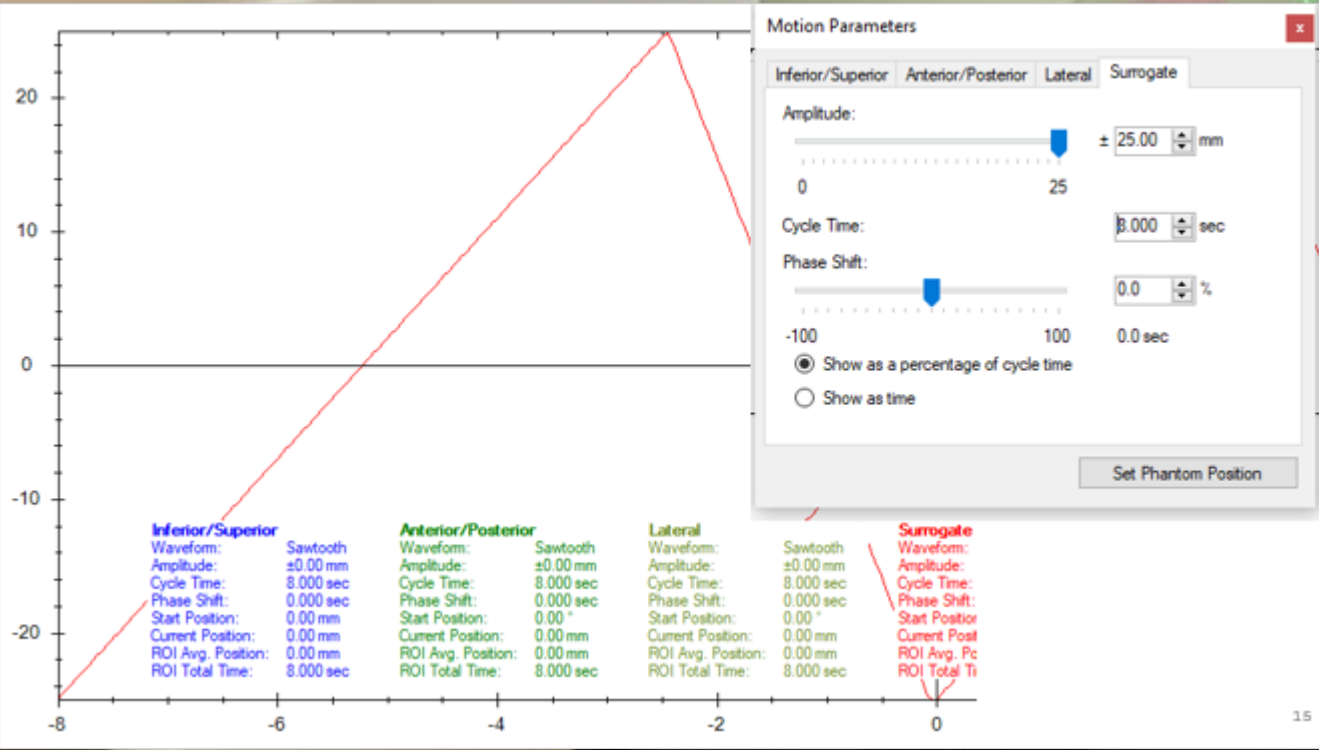 Motion Parameters
x
Inferior/Superior Anterior/Posterior Lateral Surrogate
Amplitude:
± 25.00 mm
0 25
Cycle Time: 8.000 sec
Phase Shift:
0.0 %
-100 100 0.0 sec
Show as a percentage of cycle time
Show as time
Set Phantom Position
20
10
0
-10
-20
-8 -6 -4 -2 0
Inferior/Superior
Waveform: Sawtooth
Amplitude: ±0.00 mm
Cycle Time: 8.000 sec
Phase Shift: 0.000 sec
Start Position: 0.00 mm
Current Position: 0.00 mm
ROI Avg. Position: 0.00 mm
ROI Total Time: 8.000 sec
Anterior/Posterior
Waveform: Sawtooth
Amplitude: ±0.00 mm
Cycle Time: 8.000 sec
Phase Shift: 0.000 sec
Start Position: 0.00 °
Current Position: 0.00 mm
ROI Avg. Position: 0.00 mm
ROI Total Time: 8.000 sec
Lateral
Waveform: Sawtooth
Amplitude: ±0.00 mm
Cycle Time: 8.000 sec
Phase Shift: 0.000 sec
Start Position: 0.00 °
Current Position: 0.00 mm
ROI Avg. Position: 0.00 mm
ROI Total Time: 8.000 sec
Surrogate
Waveform:
Amplitude:
Cycle Time:
Phase Shift:
Start Position
Current
ROI Avg.
ROI Total
15